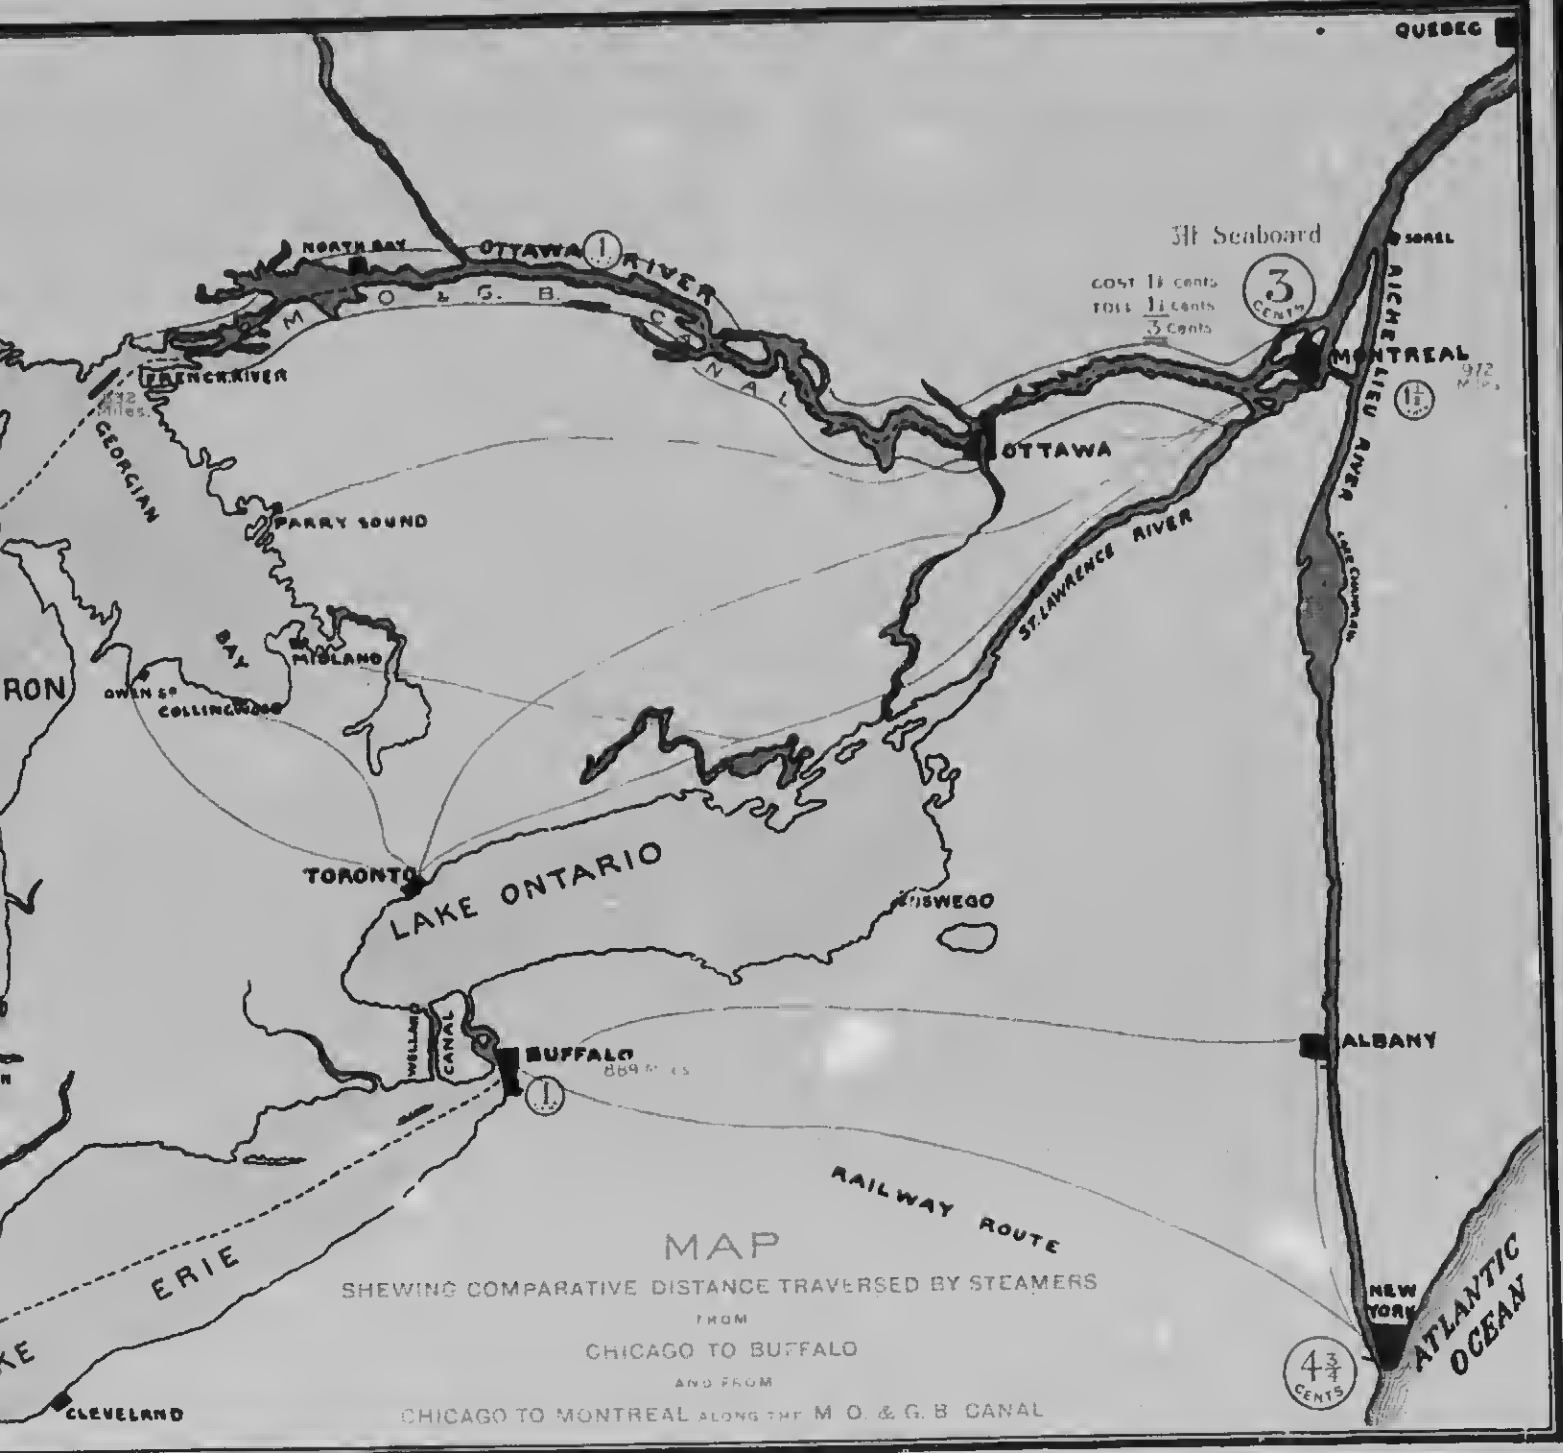 QUEBEC
3 If Seaboard
SOREL
NORTH BAY
OTTAWA 1 RIVER
COST 1½ cents
TOLL 1½ cents
3 Cents
3
CENTS
RICHELIEU RIVER
M O. & G. B. CANAL
MONTREAL
972
Miles
1½
FRENCH RIVER
Miles.
GEORGIAN
BAY
OTTAWA
PARRY SOUND
ST. LAWRENCE RIVER
LAKE CHAMPLAIN
MIDLAND
RON
OWEN SD
COLLINGWOOD
TORONTO
LAKE ONTARIO
OSWEGO
WELLAND
CANAL
BUFFALO
889 Miles
1
ALBANY
RAILWAY ROUTE
ERIE
KE
CLEVELAND
NEW
YORK
ATLANTIC
OCEAN
4¾
CENTS
MAP
SHEWING COMPARATIVE DISTANCE TRAVERSED BY STEAMERS
FROM
CHICAGO TO BUFFALO
AND FROM
CHICAGO TO MONTREAL ALONG THE M O. & G. B CANAL